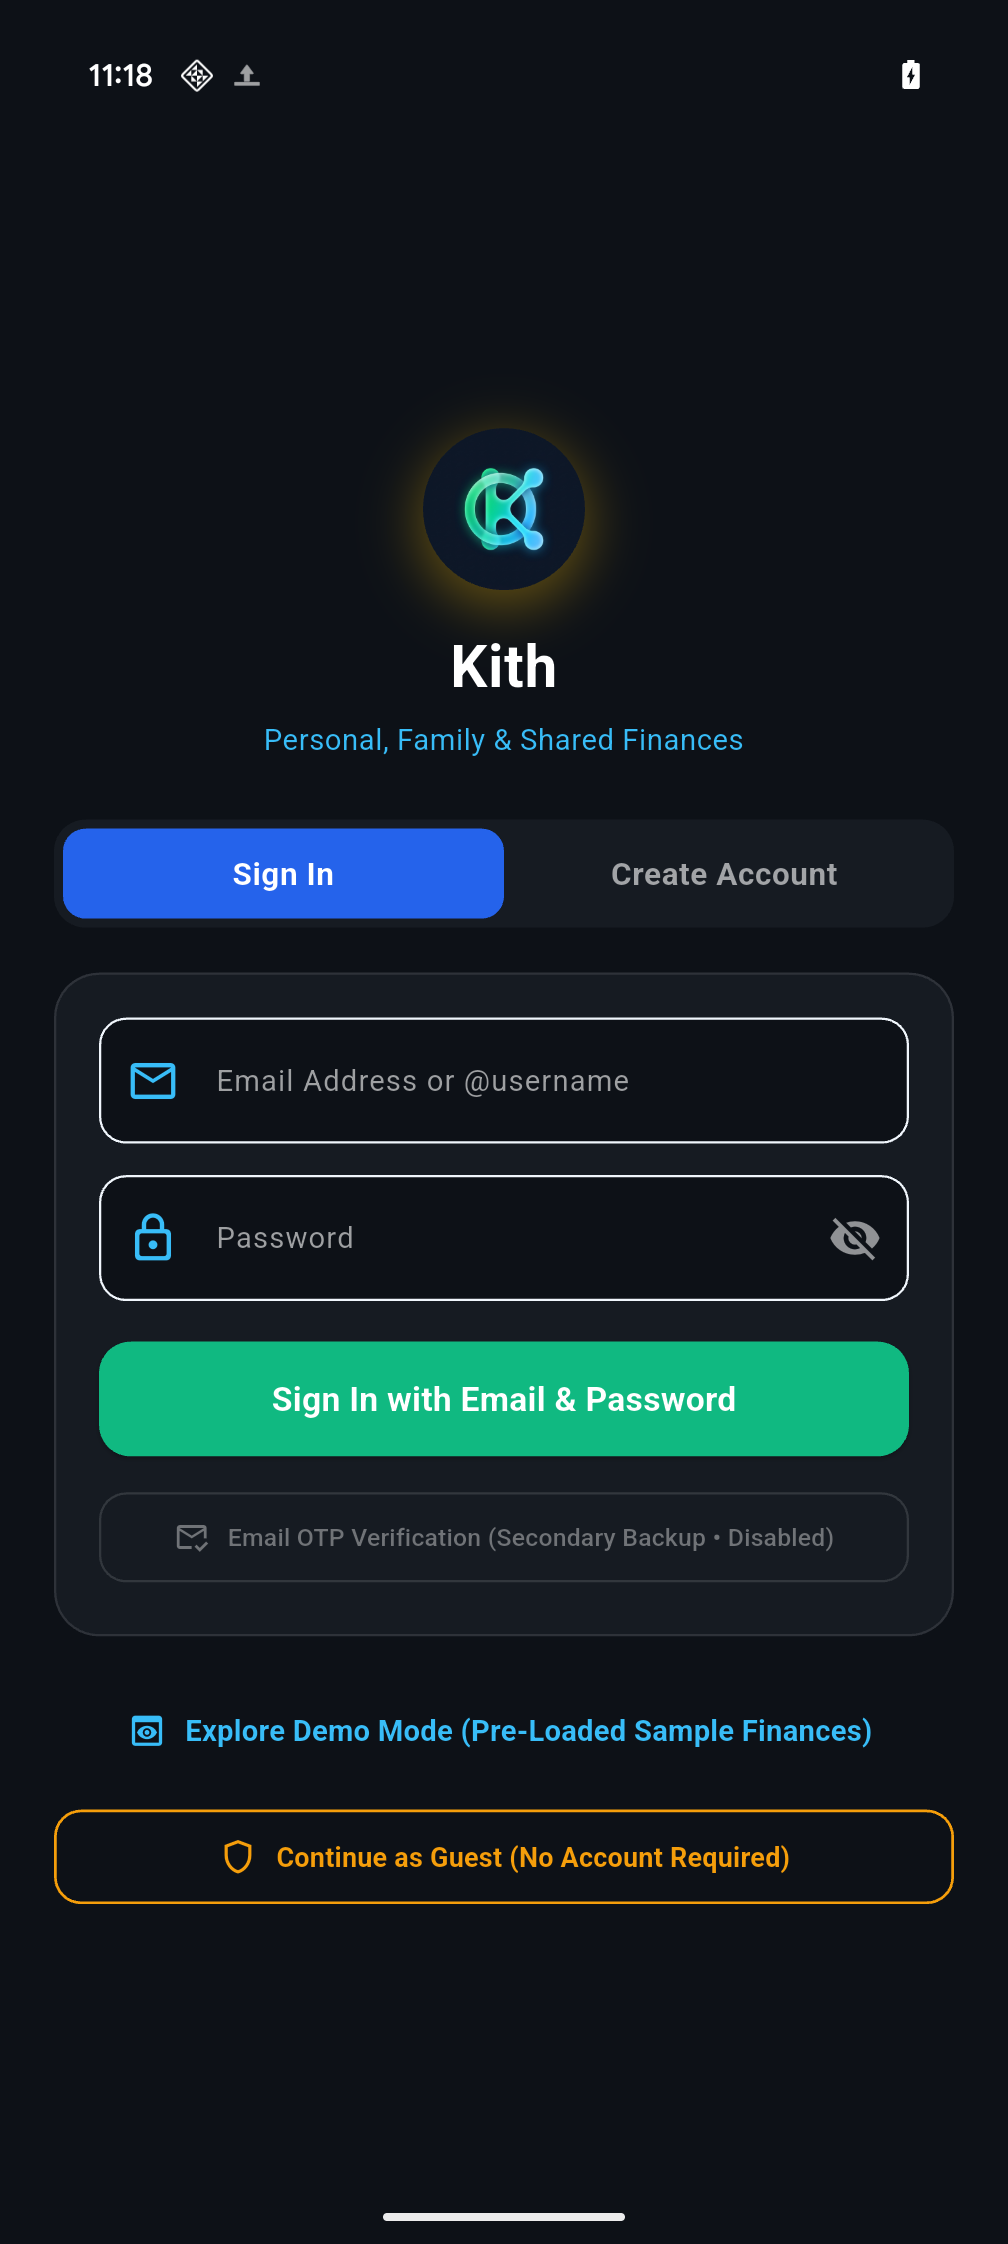 11:18
Kith
Personal, Family & Shared Finances
Sign In
Create Account
Email Address or @username
Password
Sign In with Email & Password
Email OTP Verification (Secondary Backup • Disabled)
Explore Demo Mode (Pre-Loaded Sample Finances)
Continue as Guest (No Account Required)